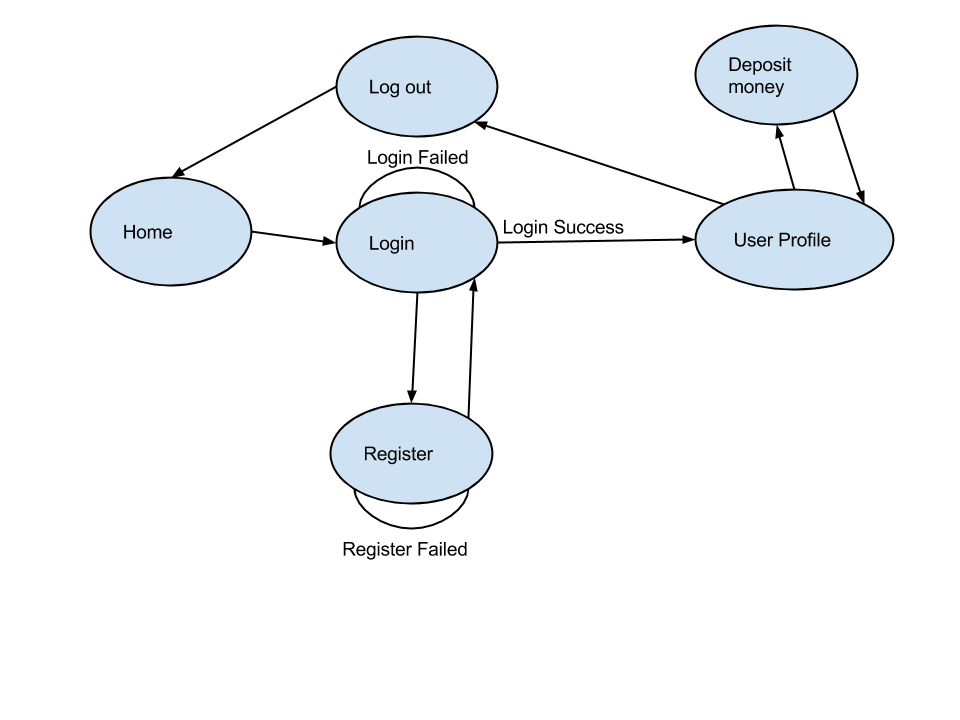 Deposit
money
Log out
Login Failed
Home
Login
Login Success
User Profile
Register
Register Failed